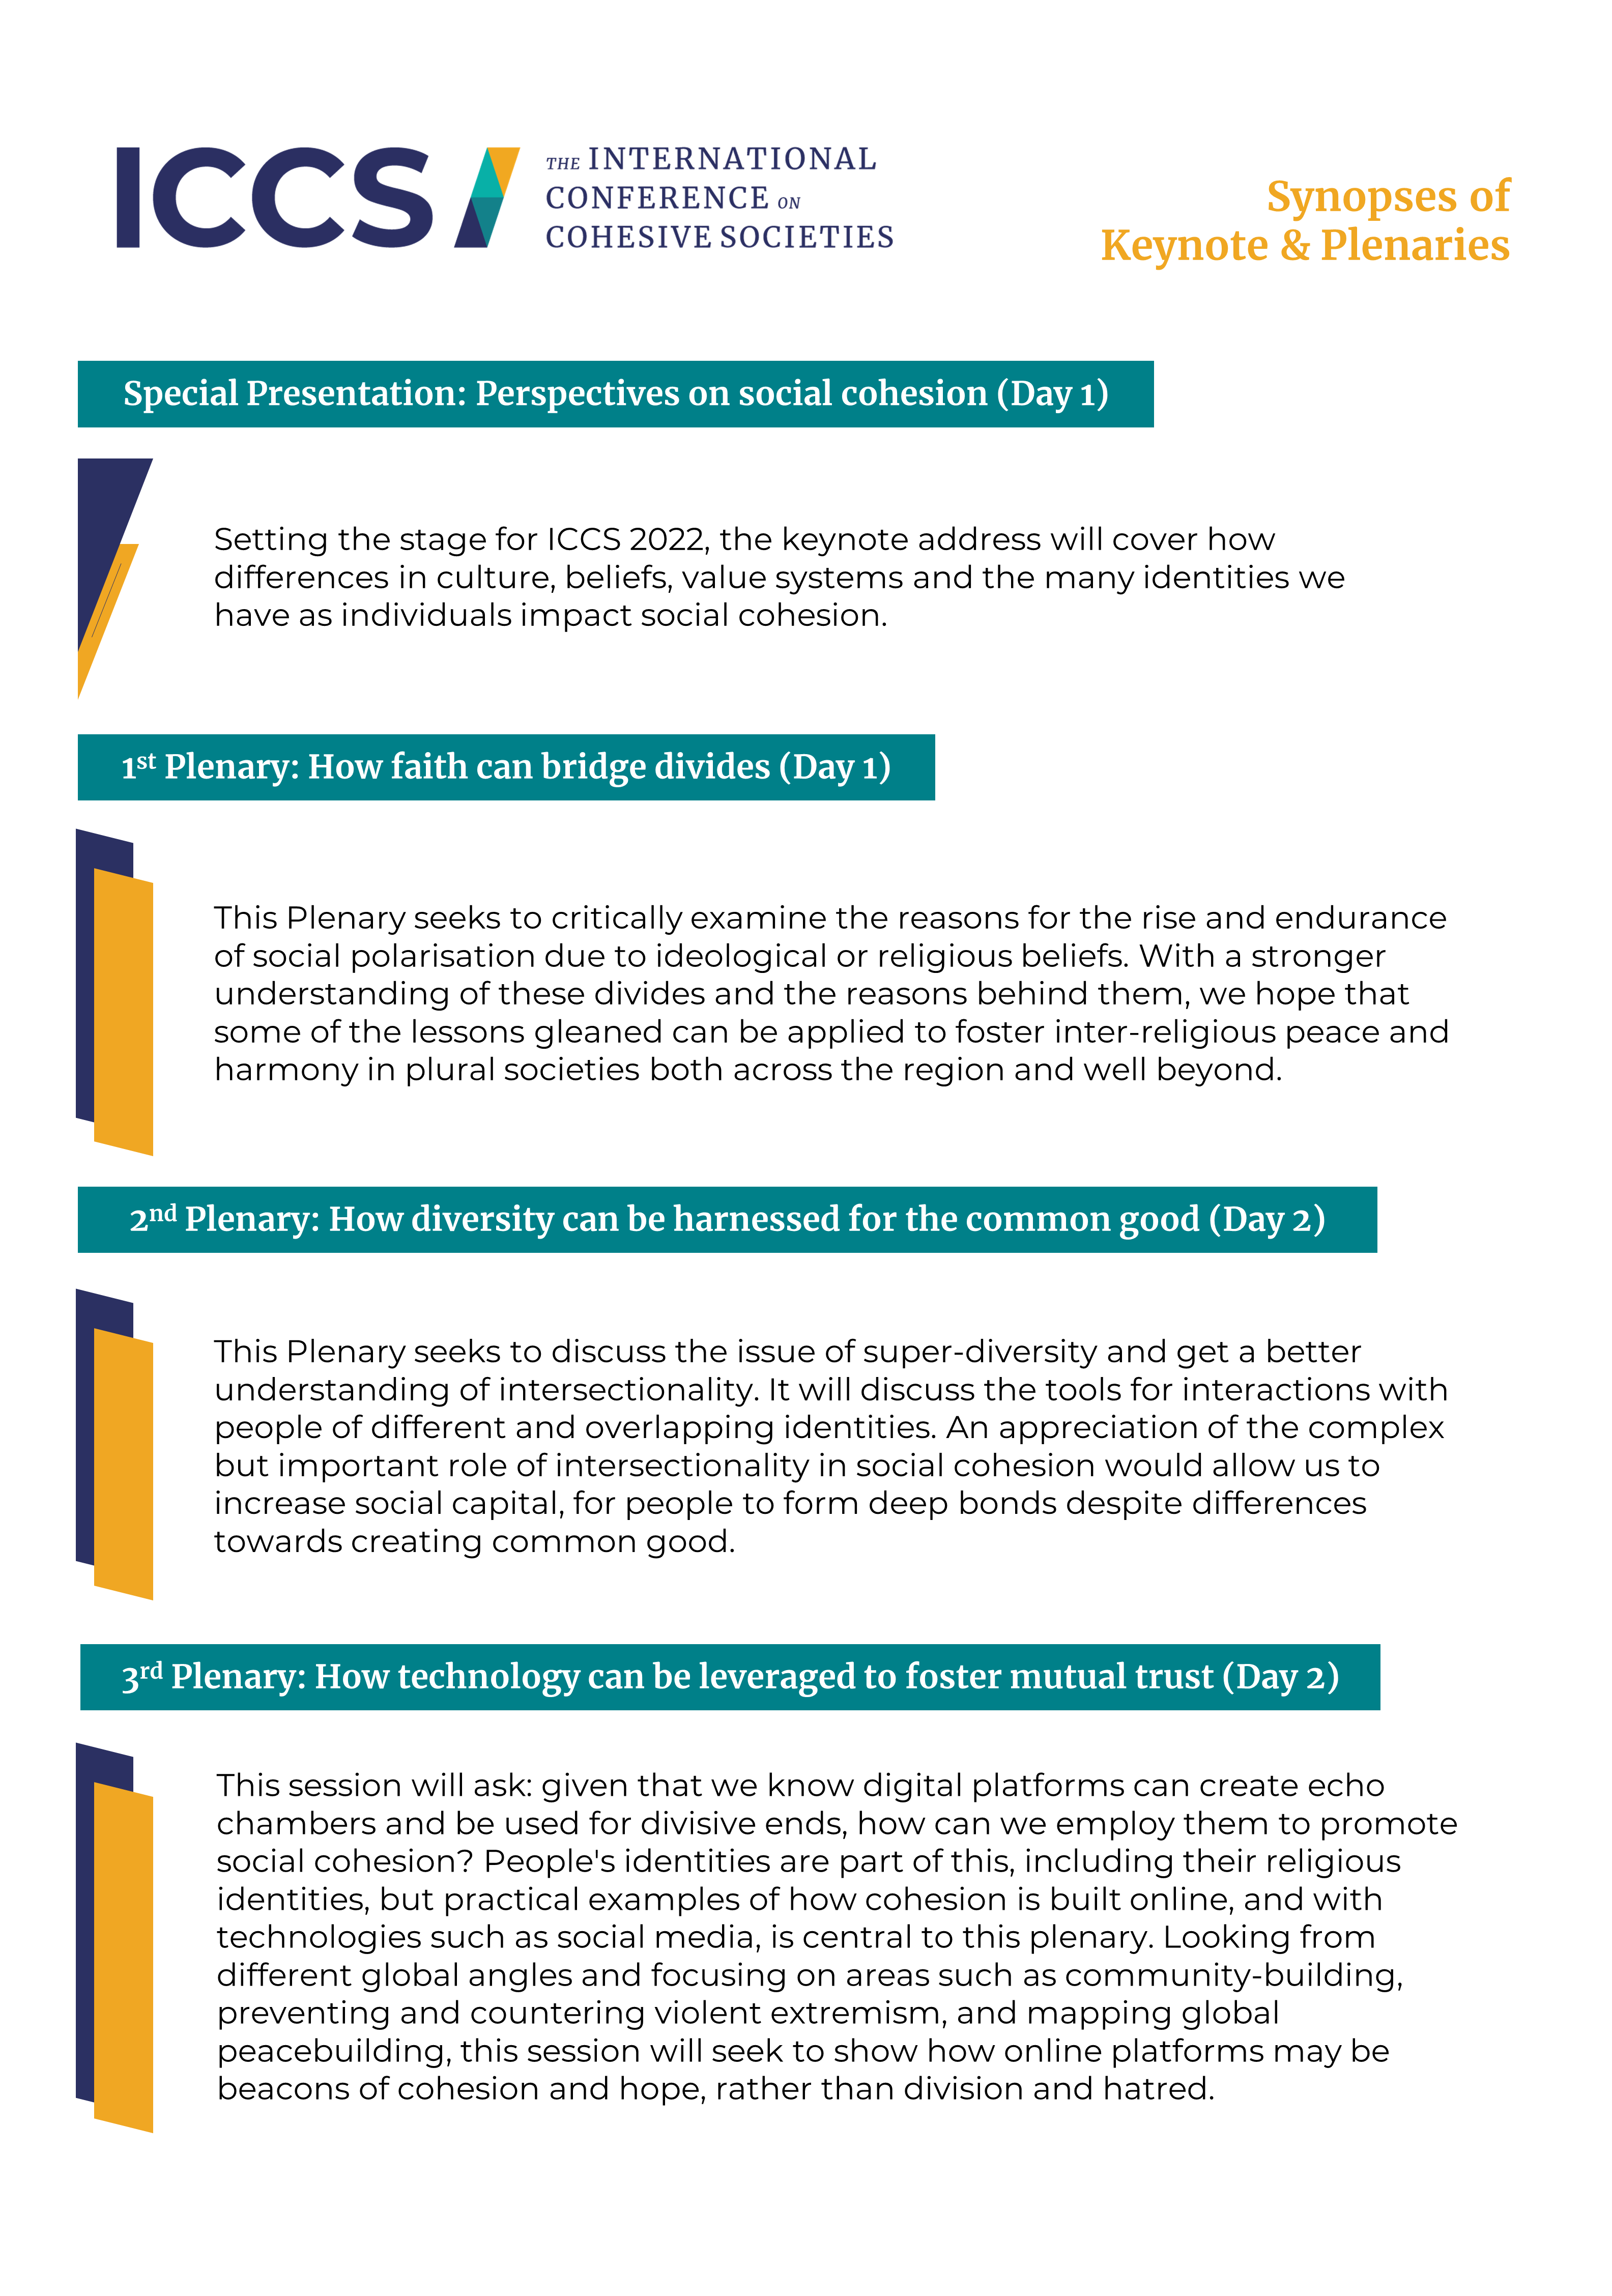 ICCS
THE INTERNATIONAL
CONFERENCE ON
COHESIVE SOCIETIES
Synopses of
Keynote & Plenaries
Special Presentation: Perspectives on social cohesion (Day 1)
Setting the stage for ICCS 2022, the keynote address will cover how
differences in culture, beliefs, value systems and the many identities we
have as individuals impact social cohesion.
1st Plenary: How faith can bridge divides (Day 1)
This Plenary seeks to critically examine the reasons for the rise and endurance
of social polarisation due to ideological or religious beliefs. With a stronger
understanding of these divides and the reasons behind them, we hope that
some of the lessons gleaned can be applied to foster inter-religious peace and
harmony in plural societies both across the region and well beyond.
2nd Plenary: How diversity can be harnessed for the common good (Day 2)
This Plenary seeks to discuss the issue of super-diversity and get a better
understanding of intersectionality. It will discuss the tools for interactions with
people of different and overlapping identities. An appreciation of the complex
but important role of intersectionality in social cohesion would allow us to
increase social capital, for people to form deep bonds despite differences
towards creating common good.
3rd Plenary: How technology can be leveraged to foster mutual trust (Day 2)
This session will ask: given that we know digital platforms can create echo
chambers and be used for divisive ends, how can we employ them to promote
social cohesion? People's identities are part of this, including their religious
identities, but practical examples of how cohesion is built online, and with
technologies such as social media, is central to this plenary. Looking from
different global angles and focusing on areas such as community-building,
preventing and countering violent extremism, and mapping global
peacebuilding, this session will seek to show how online platforms may be
beacons of cohesion and hope, rather than division and hatred.